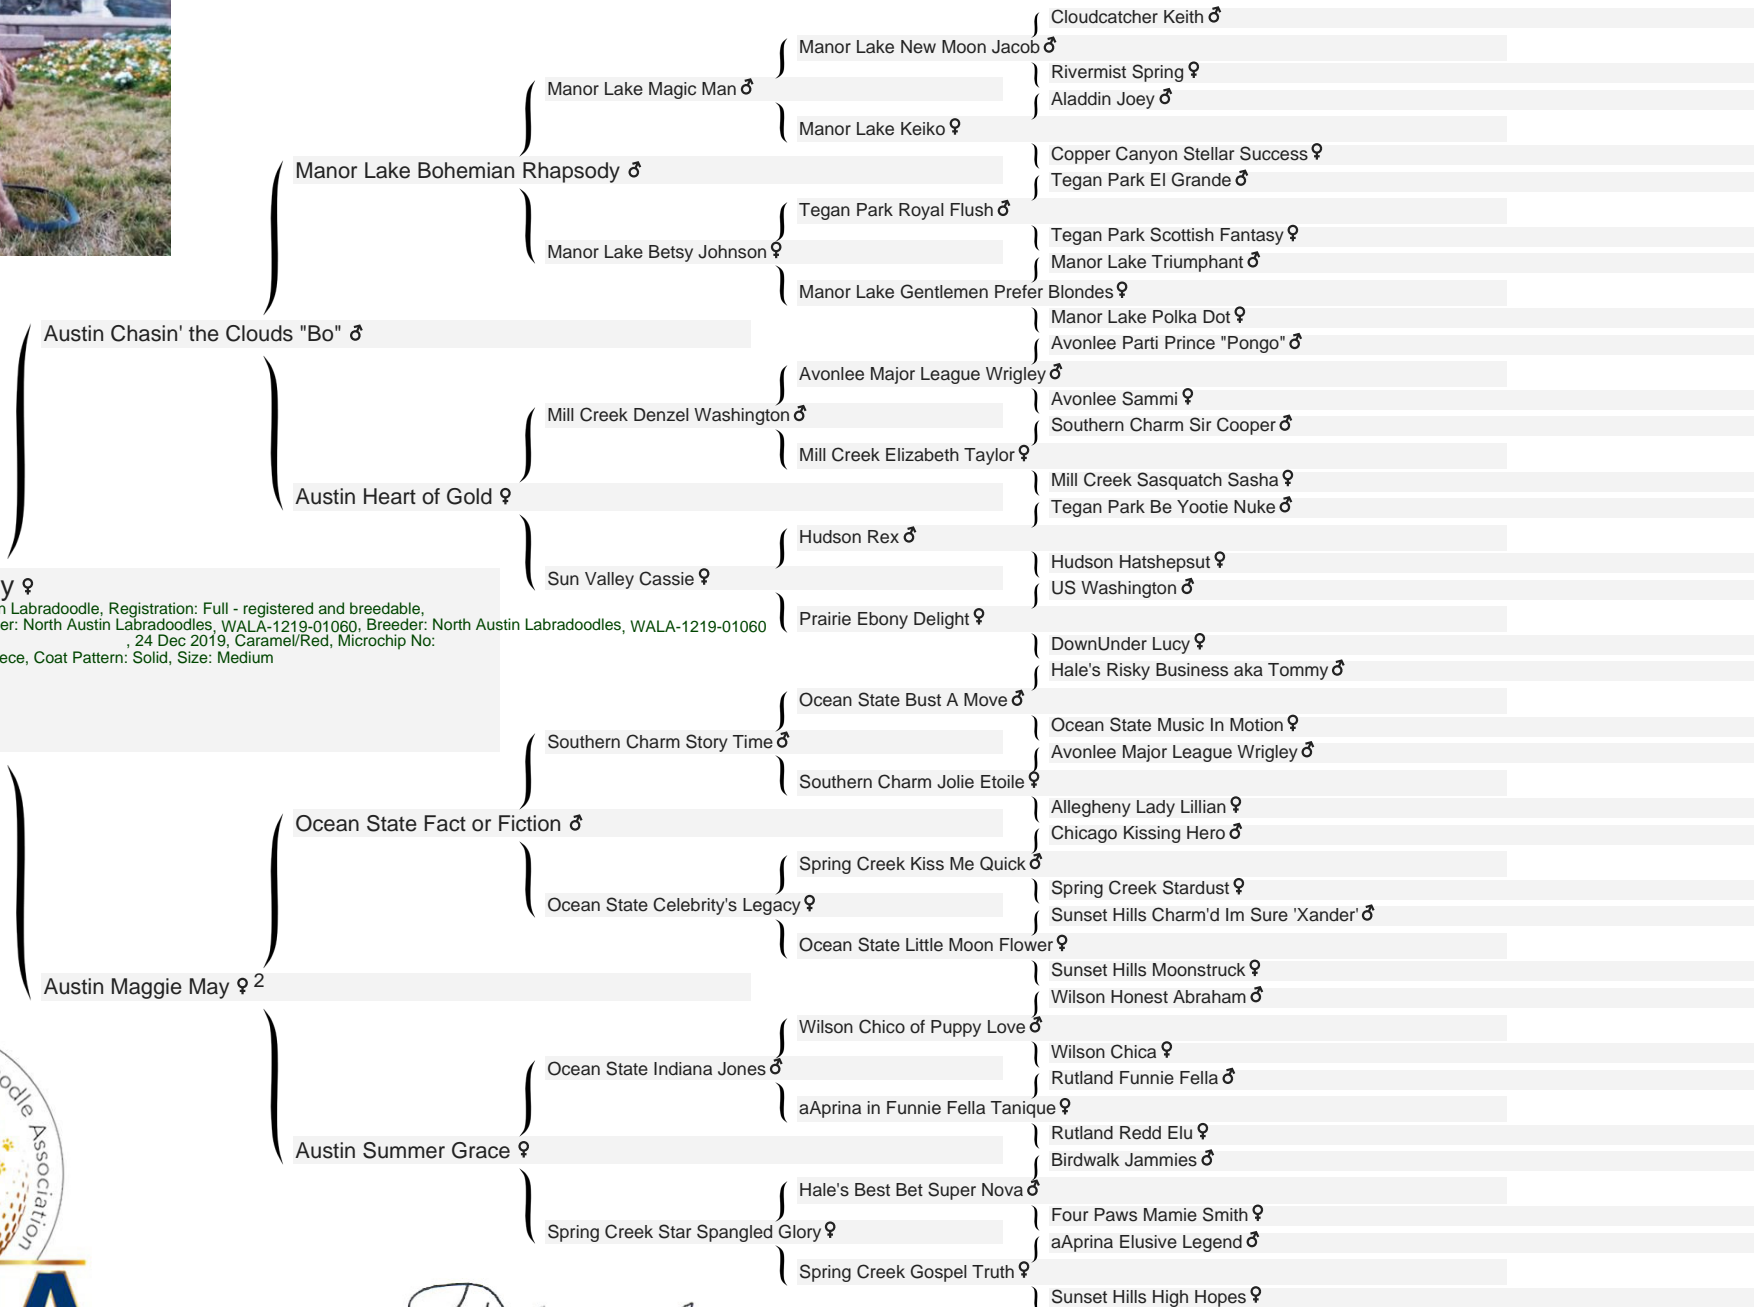 Cloudcatcher Keith ♂
Manor Lake New Moon Jacob ♂
Rivermist Spring ♀
Manor Lake Magic Man ♂
Aladdin Joey ♂
Manor Lake Keiko ♀
Copper Canyon Stellar Success ♀
Manor Lake Bohemian Rhapsody ♂
Tegan Park El Grande ♂
Tegan Park Royal Flush ♂
Tegan Park Scottish Fantasy ♀
Manor Lake Betsy Johnson ♀
Manor Lake Triumphant ♂
Manor Lake Gentlemen Prefer Blondes ♀
Manor Lake Polka Dot ♀
Austin Chasin' the Clouds "Bo" ♂
Avonlee Parti Prince "Pongo" ♂
Avonlee Major League Wrigley ♂
Avonlee Sammi ♀
Mill Creek Denzel Washington ♂
Southern Charm Sir Cooper ♂
Mill Creek Elizabeth Taylor ♀
Mill Creek Sasquatch Sasha ♀
Austin Heart of Gold ♀
Tegan Park Be Yootie Nuke ♂
Hudson Rex ♂
Hudson Hatshepsut ♀
Sun Valley Cassie ♀
US Washington ♂
Prairie Ebony Delight ♀
DownUnder Lucy ♀
y ♀
n Labradoodle, Registration: Full - registered and breedable,
er: North Austin Labradoodles, WALA-1219-01060, Breeder: North Austin Labradoodles, WALA-1219-01060
, 24 Dec 2019, Caramel/Red, Microchip No:
ece, Coat Pattern: Solid, Size: Medium
Hale's Risky Business aka Tommy ♂
Ocean State Bust A Move ♂
Ocean State Music In Motion ♀
Southern Charm Story Time ♂
Avonlee Major League Wrigley ♂
Southern Charm Jolie Etoile ♀
Allegheny Lady Lillian ♀
Ocean State Fact or Fiction ♂
Chicago Kissing Hero ♂
Spring Creek Kiss Me Quick ♂
Spring Creek Stardust ♀
Ocean State Celebrity's Legacy ♀
Sunset Hills Charm'd Im Sure 'Xander' ♂
Ocean State Little Moon Flower ♀
Sunset Hills Moonstruck ♀
Austin Maggie May ♀ 2
Wilson Honest Abraham ♂
Wilson Chico of Puppy Love ♂
Wilson Chica ♀
Ocean State Indiana Jones ♂
Rutland Funnie Fella ♂
aAprina in Funnie Fella Tanique ♀
Rutland Redd Elu ♀
Austin Summer Grace ♀
Birdwalk Jammies ♂
Hale's Best Bet Super Nova ♂
Four Paws Mamie Smith ♀
Spring Creek Star Spangled Glory ♀
aAprina Elusive Legend ♂
Spring Creek Gospel Truth ♀
Sunset Hills High Hopes ♀
odle Association
A